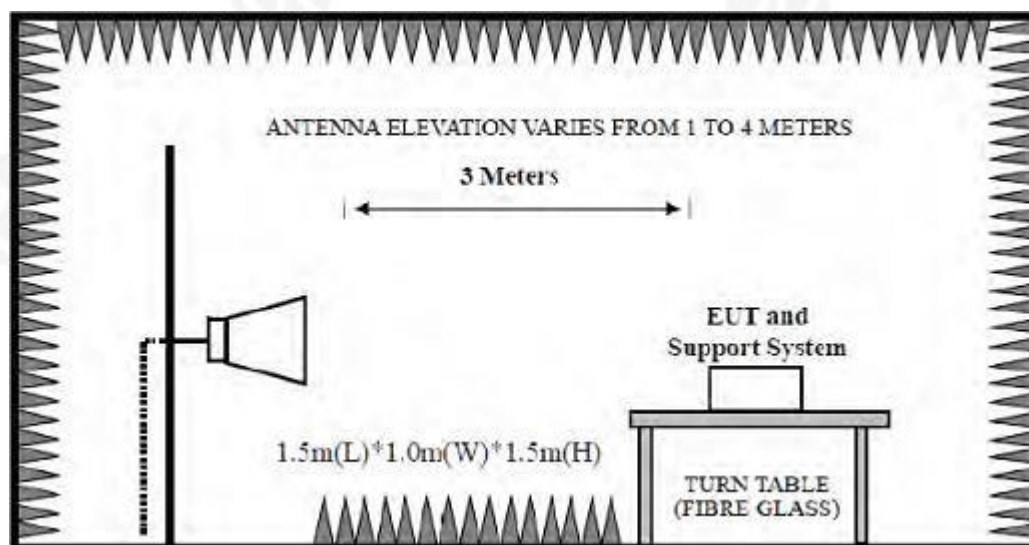 ANTENNA ELEVATION VARIES FROM 1 TO 4 METERS
3 Meters
EUT and
Support System
1.5m(L)*1.0m(W)*1.5m(H)
TURN TABLE
(FIBRE GLASS)